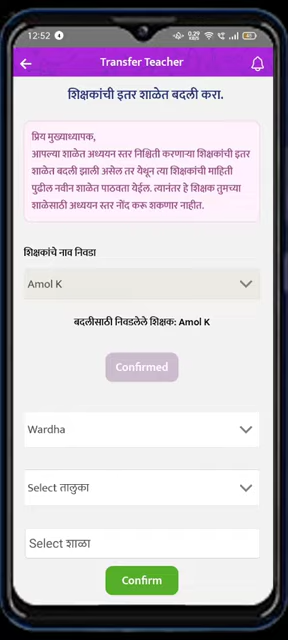 12:52
Transfer Teacher
शिक्षकांची इतर शाळेत बदली करा.
प्रिय मुख्याध्यापक,
आपल्या शाळेत अध्ययन स्तर निश्चिती करणाऱ्या शिक्षकांची इतर
शाळेत बदली झाली असेल तर येथून त्या शिक्षकांची माहिती
पुढील नवीन शाळेत पाठवता येईल. त्यानंतर हे शिक्षक तुमच्या
शाळेसाठी अध्ययन स्तर नोंद करू शकणार नाहीत.
शिक्षकांचे नाव निवडा
Amol K
बदलीसाठी निवडलेले शिक्षक: Amol K
Confirmed
Wardha
Select तालुका
Select शाळा
Confirm